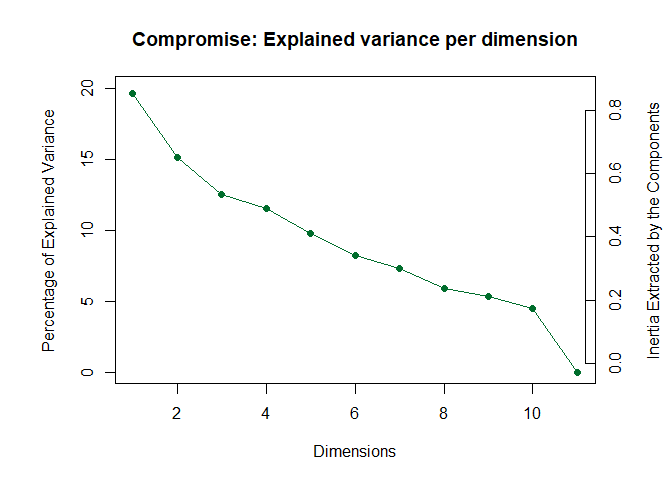 Compromise: Explained variance per dimension
Percentage of Explained Variance
20
15
10
5
0
0.8
0.6
0.4
0.2
0.0
Inertia Extracted by the Components
2 4 6 8 10
Dimensions